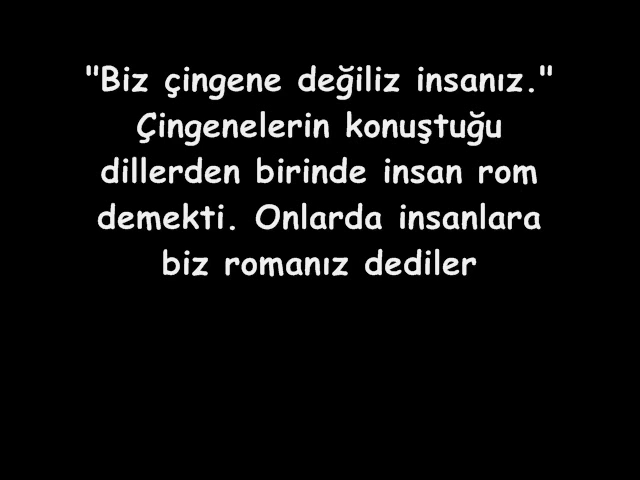 "Biz çingene değiliz insanız."
Çingenelerin konuştuğu
dillerden birinde insan rom
demekti. Onlarda insanlara
biz romanız dediler